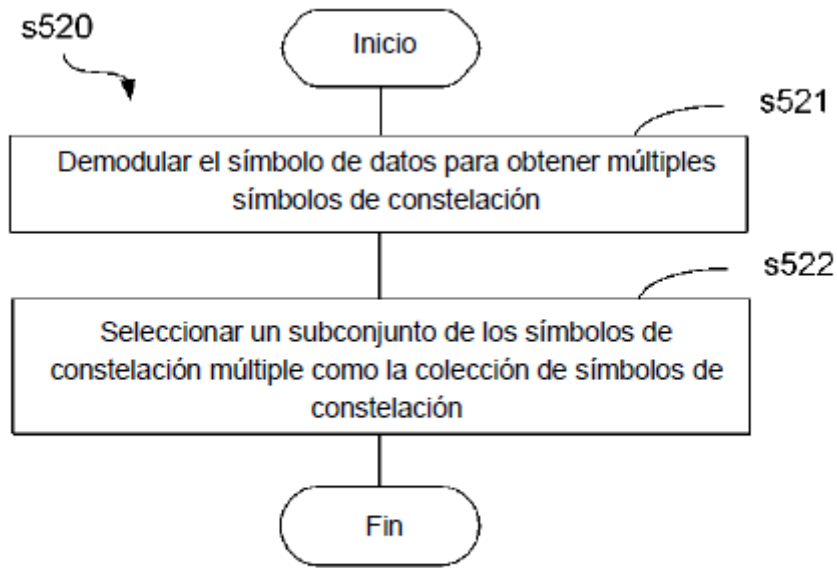 s520
Inicio
s521
Demodular el símbolo de datos para obtener múltiples
símbolos de constelación
s522
Seleccionar un subconjunto de los símbolos de
constelación múltiple como la colección de símbolos de
constelación
Fin